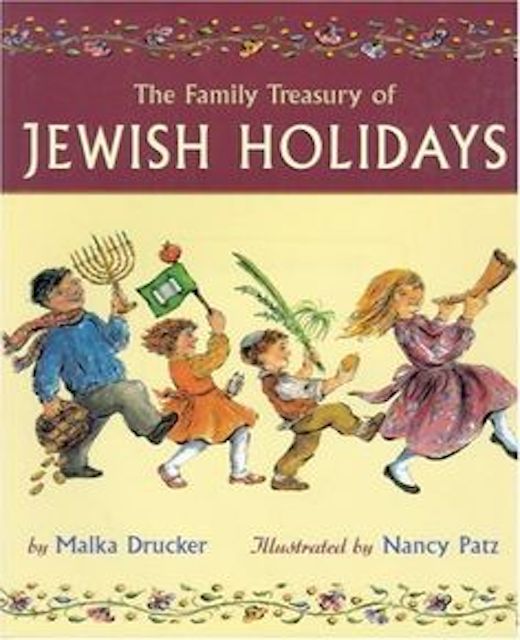 The Family Treasury of
JEWISH HOLIDAYS
by Malka Drucker Illustrated by Nancy Patz